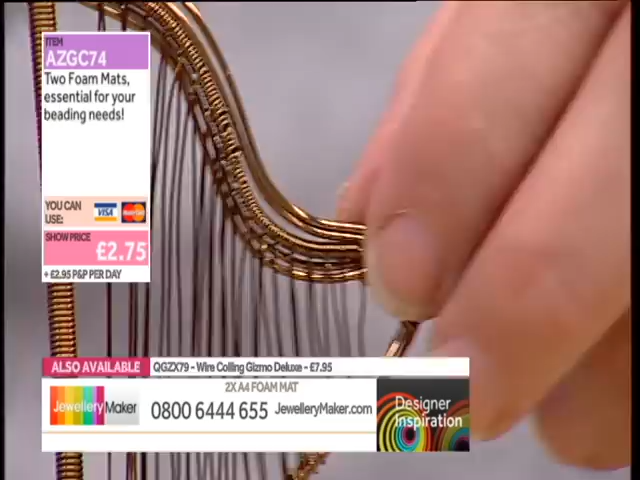 ITEM
AZGC74
Two Foam Mats,
essential for your
beading needs!
YOU CAN
USE:
VISA
MasterCard
SHOW PRICE
£2.75
+ £2.95 P&P PER DAY
ALSO AVAILABLE
QGZX79 - Wire Coiling Gizmo Deluxe - £7.95
2X A4 FOAM MAT
JewelleryMaker
0800 6444 655 JewelleryMaker.com
Designer
Inspiration